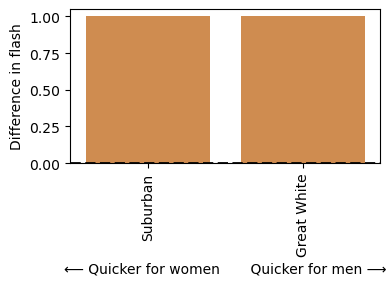 Difference in flash
1.00
0.75
0.50
0.25
0.00
Suburban
Great White
⟵ Quicker for women
Quicker for men ⟶